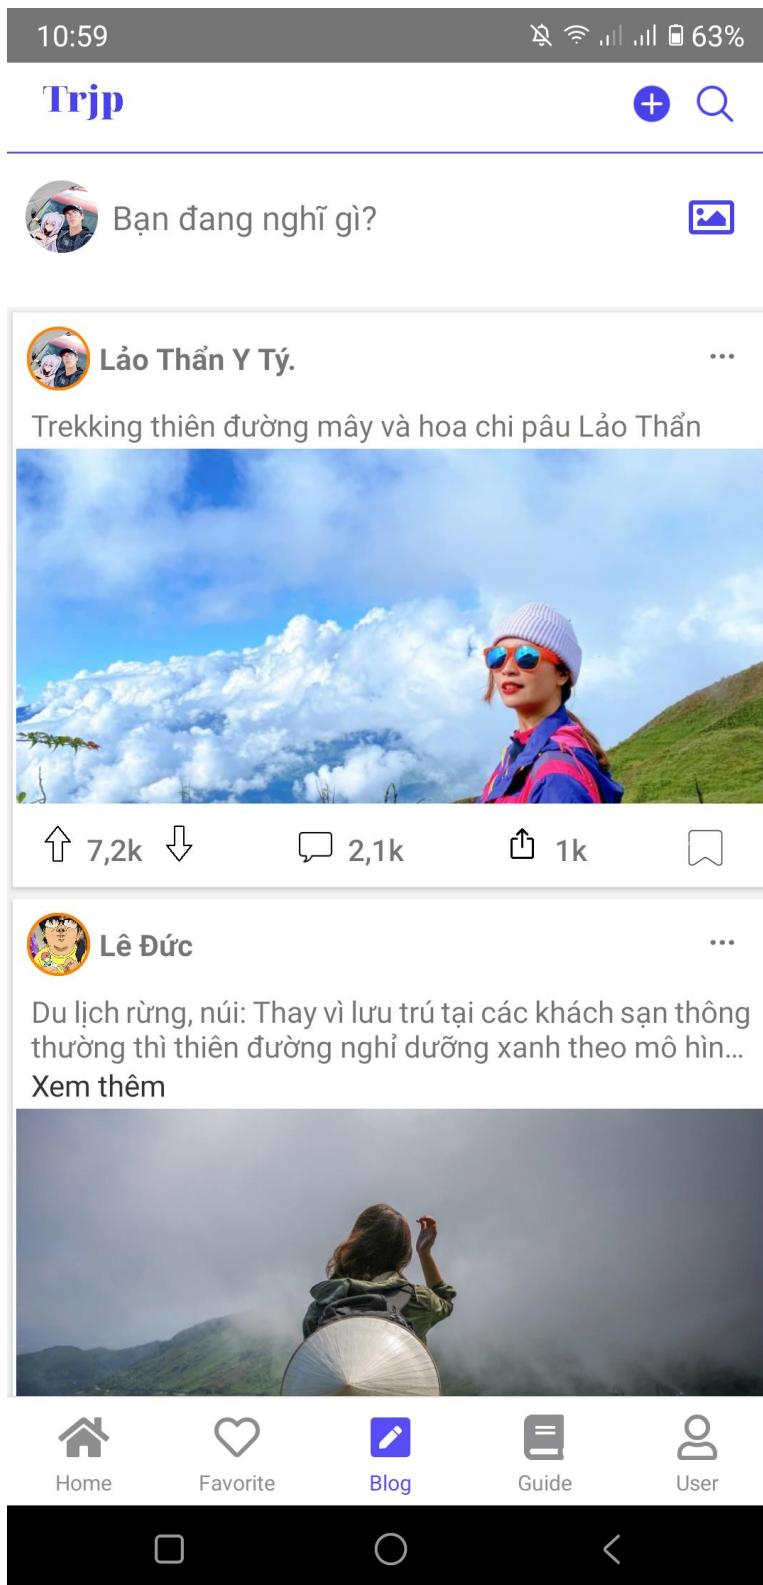 10:59
63%
Trjp
Bạn đang nghĩ gì?
Lảo Thẩn Y Tý.
Trekking thiên đường mây và hoa chi pâu Lảo Thẩn
7,2k
2,1k
1k
Lê Đức
Du lịch rừng, núi: Thay vì lưu trú tại các khách sạn thông
thường thì thiên đường nghỉ dưỡng xanh theo mô hìn...
Xem thêm
Home
Favorite
Blog
Guide
User